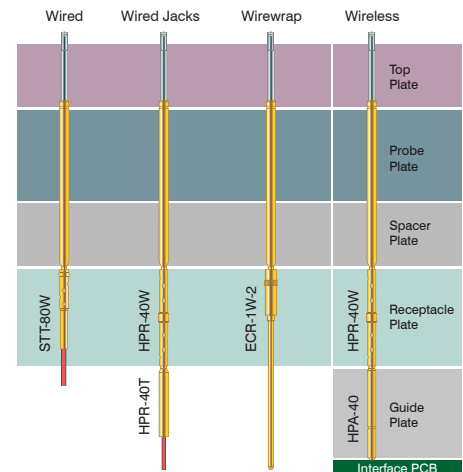 Wired Wired Jacks Wirewrap Wireless
Top
Plate
Probe
Plate
Spacer
Plate
STT-80W HPR-40W ECR-1W-2 HPR-40W
Receptacle
Plate
HPR-40T HPA-40
Guide
Plate
Interface PCB